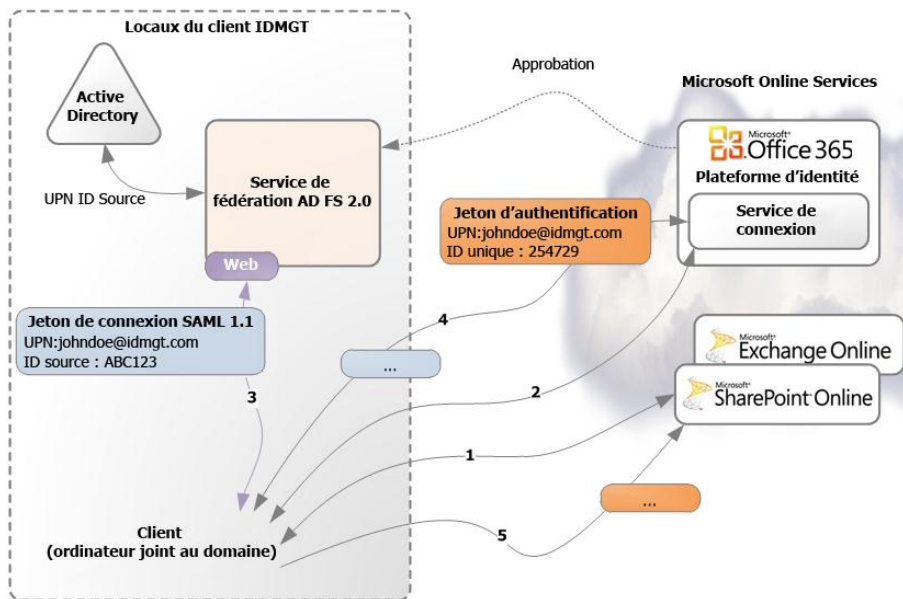 Locaux du client IDMGT
Active
Directory
UPN ID Source
Service de
fédération AD FS 2.0
Web
Jeton de connexion SAML 1.1
UPN:johndoe@idmgt.com
ID source : ABC123
3
Client
(ordinateur joint au domaine)
Approbation
Microsoft Online Services
Microsoft®
Office 365
Plateforme d’identité
Service de
connexion
Jeton d’authentification
UPN:johndoe@idmgt.com
ID unique : 254729
4
...
2
Microsoft®
Exchange Online
Microsoft®
SharePoint Online
1
...
5